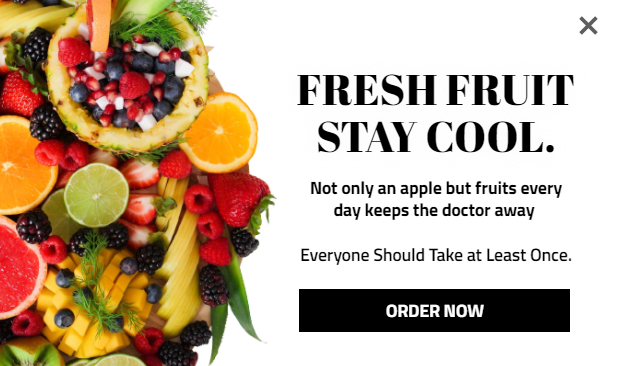 FRESH FRUIT
STAY COOL.
Not only an apple but fruits every
day keeps the doctor away
Everyone Should Take at Least Once.
ORDER NOW